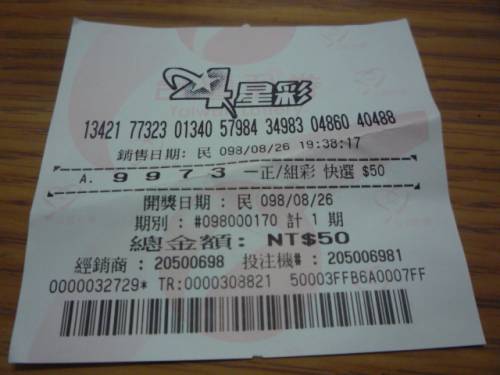 4星彩
13421 77323 01340 57984 34983 04860 40488
銷售日期: 民 098/08/26 19:38:17
A. 9 9 7 3 一正/組彩 快選 $50
開獎日期 : 民 098/08/26
期別 : #098000170 計 1 期
總金額: NT$50
經銷商 : 20500698 投注機# : 205006981
0000032729* TR:0000308821 50003FFB6A0007FF